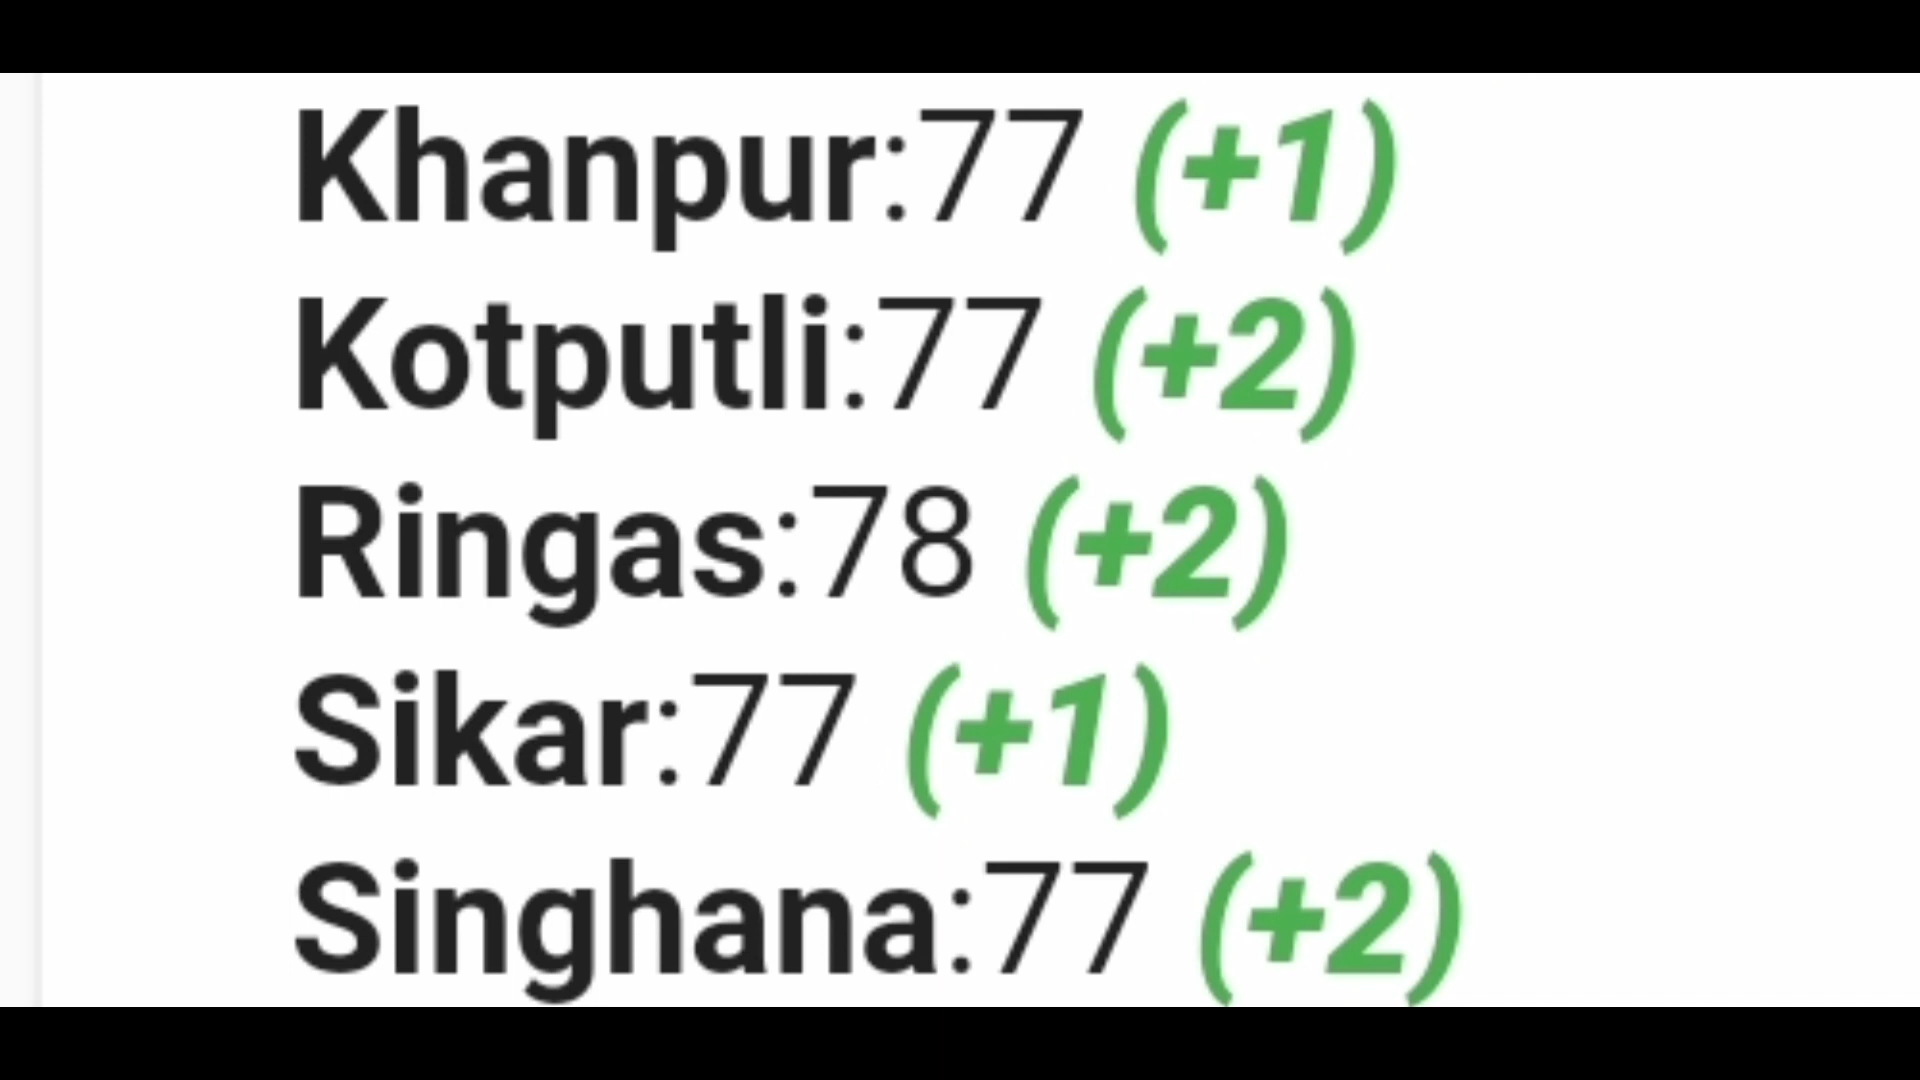 Khanpur:77 (+1)
Kotputli:77 (+2)
Ringas:78 (+2)
Sikar:77 (+1)
Singhana:77 (+2)